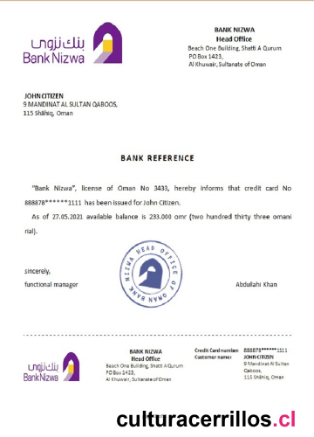 بنك نزوى
Bank Nizwa
BANK NIZWA
Head Office
Beach One Building, Shatti A Qurum
PO Box 1423,
Al Khuwair, Sultanate of Oman
JOHN CITIZEN
9 MANDINAT AL SULTAN QABOOS,
115 Shāhiq, Oman
BANK REFERENCE
"Bank Nizwa", license of Oman No 3433, hereby informs that credit card No
888878******1111 has been issued for John Citizen.
As of 27.05.2021 available balance is 233.000 omr (two hundred thirty three omani
rial).
sincerely,
functional manager
HEAD OFFICE
OF OMAN BANK NIZWA
Abdullahi Khan
بنك نزوى
Bank Nizwa
BANK NIZWA
Head Office
Beach One Building, Shatti A Qurum
PO Box 1423,
Al Khuwair, Sultanate of Oman
Credit Card number 888878******1111
Customer name: JOHN CITIZEN
9 Mandinat Al Sultan
Qaboos,
115 Shāhiq, Oman
culturacerrillos.cl